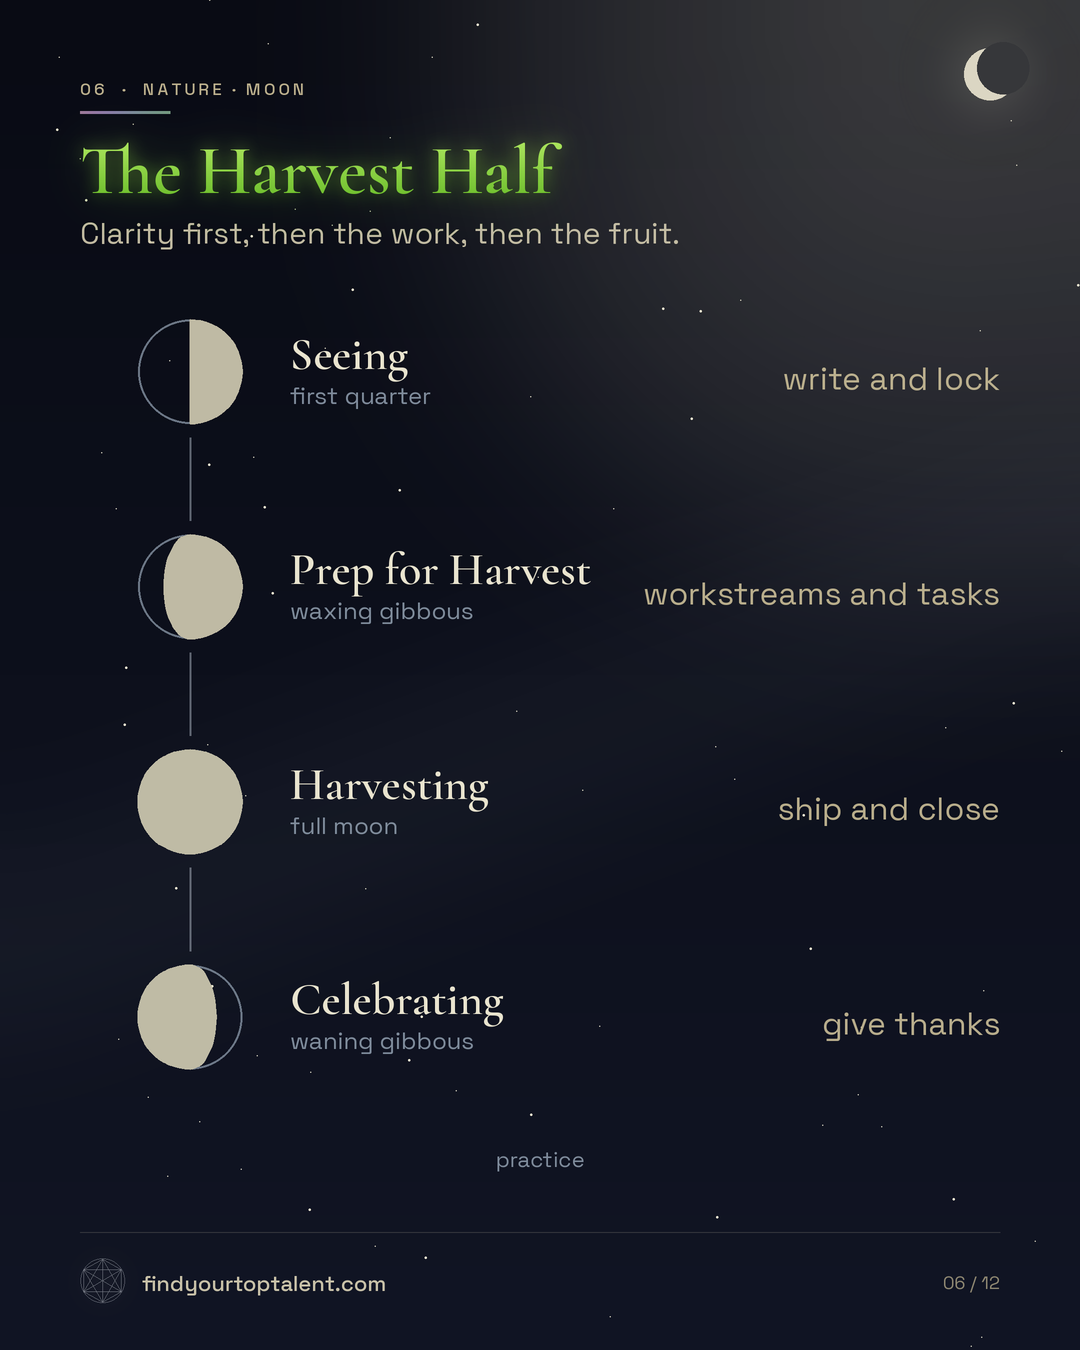 06 · NATURE · MOON
The Harvest Half
Clarity first, then the work, then the fruit.
Seeing
first quarter
write and lock
Prep for Harvest
waxing gibbous
workstreams and tasks
Harvesting
full moon
ship and close
Celebrating
waning gibbous
give thanks
practice
findyourtoptalent.com
06 / 12